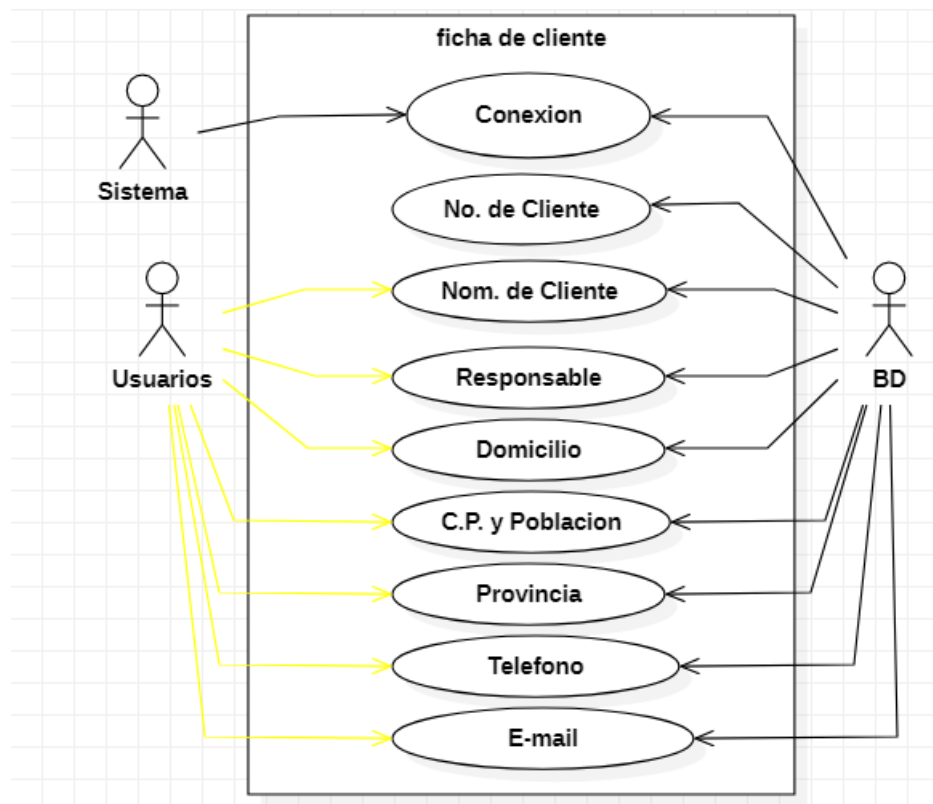 ficha de cliente
Conexion
Sistema
No. de Cliente
Nom. de Cliente
Usuarios
Responsable
BD
Domicilio
C.P. y Poblacion
Provincia
Telefono
E-mail